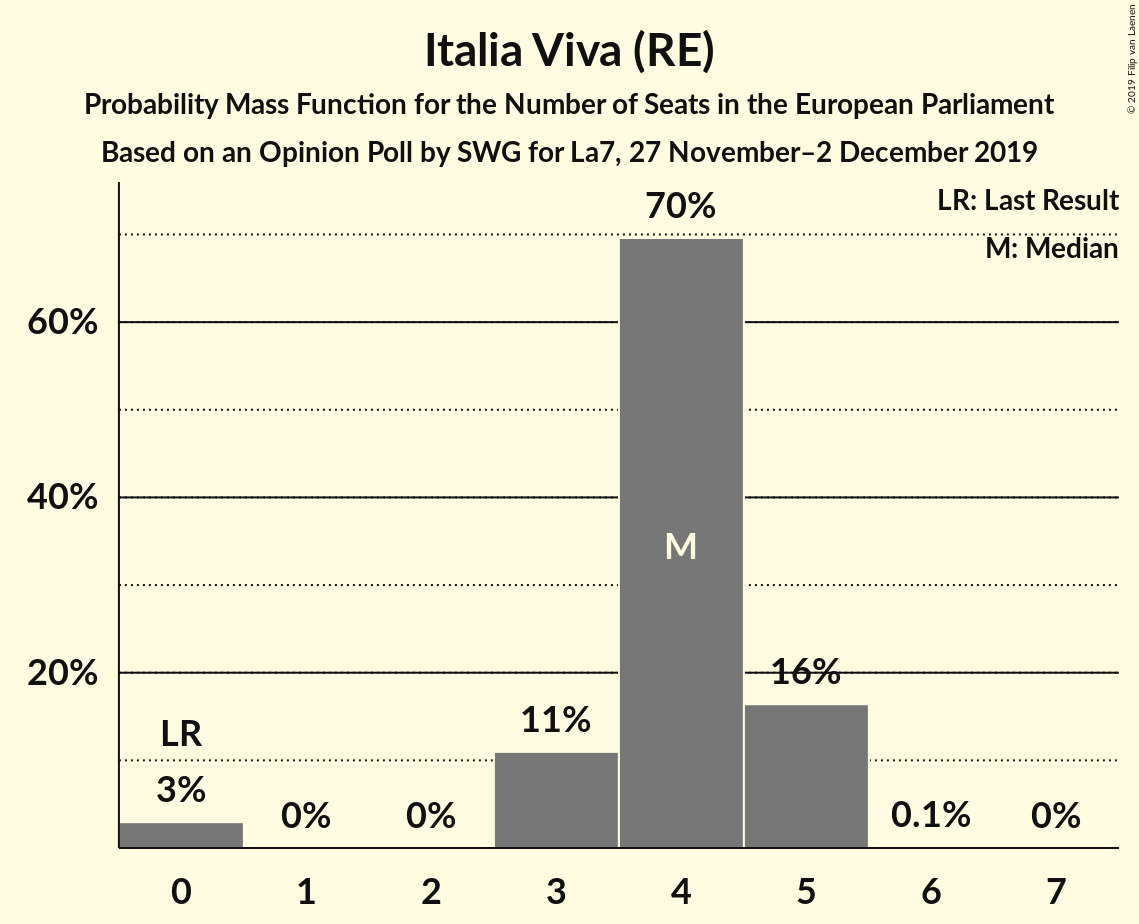 Italia Viva (RE)
Probability Mass Function for the Number of Seats in the European Parliament
Based on an Opinion Poll by SWG for La7, 27 November–2 December 2019
© 2019 Filip van Laenen
LR: Last Result
M: Median
70%
60%
40%
M
20%
16%
11%
LR
3%
0%
0%
0.1%
0%
0 1 2 3 4 5 6 7